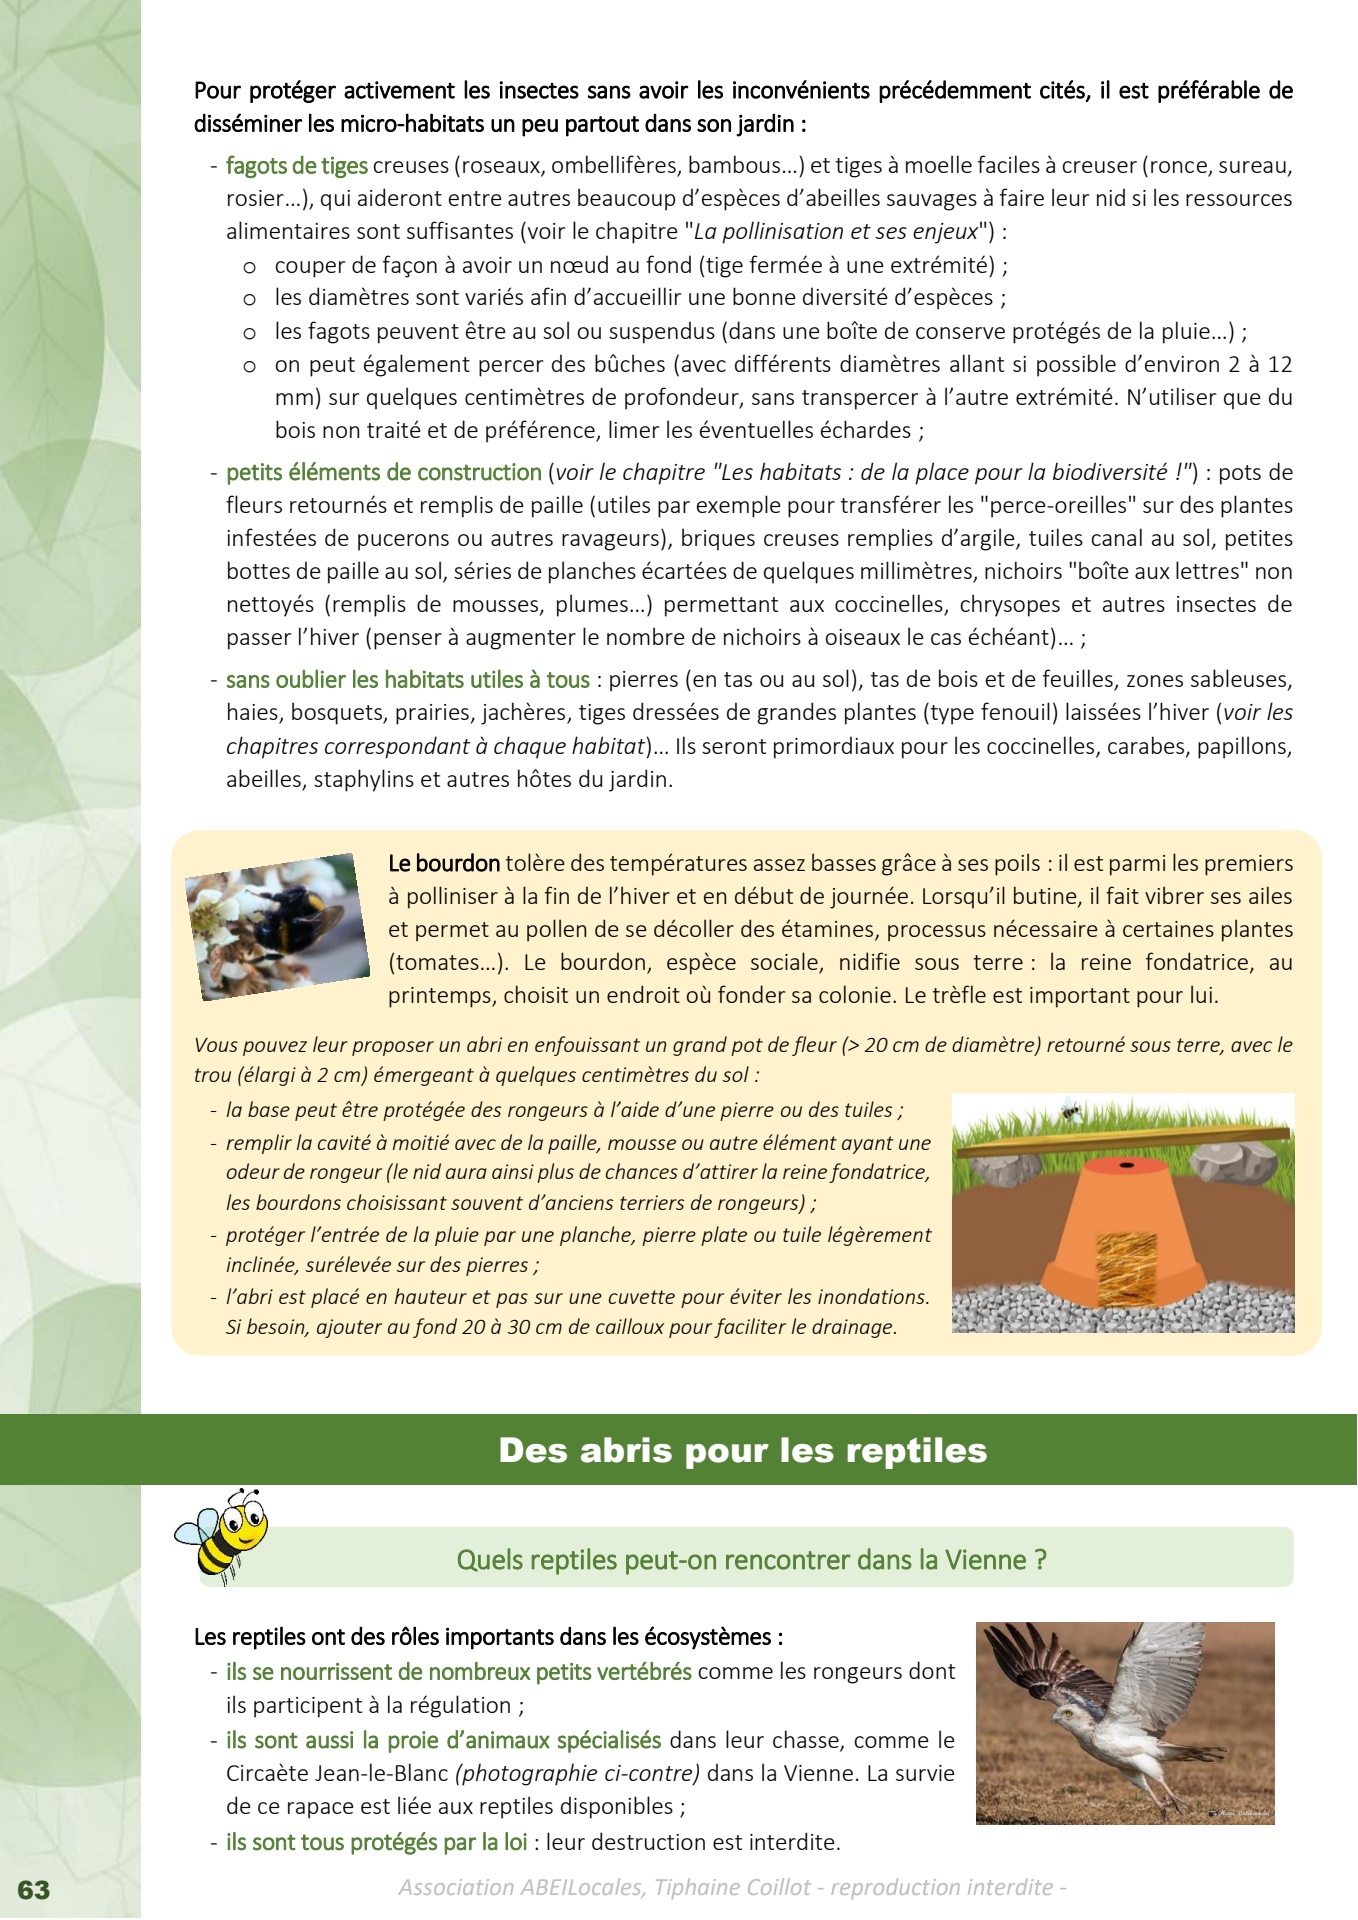 Pour protéger activement les insectes sans avoir les inconvénients précédemment cités, il est préférable de
disséminer les micro-habitats un peu partout dans son jardin :
- fagots de tiges creuses (roseaux, ombellifères, bambous...) et tiges à moelle faciles à creuser (ronce, sureau,
rosier...), qui aideront entre autres beaucoup d'espèces d'abeilles sauvages à faire leur nid si les ressources
alimentaires sont suffisantes (voir le chapitre "La pollinisation et ses enjeux") :
o couper de façon à avoir un nœud au fond (tige fermée à une extrémité) ;
o les diamètres sont variés afin d'accueillir une bonne diversité d'espèces ;
o les fagots peuvent être au sol ou suspendus (dans une boîte de conserve protégés de la pluie...) ;
o on peut également percer des bûches (avec différents diamètres allant si possible d'environ 2 à 12
mm) sur quelques centimètres de profondeur, sans transpercer à l'autre extrémité. N'utiliser que du
bois non traité et de préférence, limer les éventuelles échardes ;
- petits éléments de construction (voir le chapitre "Les habitats : de la place pour la biodiversité !") : pots de
fleurs retournés et remplis de paille (utiles par exemple pour transférer les "perce-oreilles" sur des plantes
infestées de pucerons ou autres ravageurs), briques creuses remplies d'argile, tuiles canal au sol, petites
bottes de paille au sol, séries de planches écartées de quelques millimètres, nichoirs "boîte aux lettres" non
nettoyés (remplis de mousses, plumes...) permettant aux coccinelles, chrysopes et autres insectes de
passer l'hiver (penser à augmenter le nombre de nichoirs à oiseaux le cas échéant)... ;
- sans oublier les habitats utiles à tous : pierres (en tas ou au sol), tas de bois et de feuilles, zones sableuses,
haies, bosquets, prairies, jachères, tiges dressées de grandes plantes (type fenouil) laissées l'hiver (voir les
chapitres correspondant à chaque habitat)... Ils seront primordiaux pour les coccinelles, carabes, papillons,
abeilles, staphylins et autres hôtes du jardin.
Le bourdon tolère des températures assez basses grâce à ses poils : il est parmi les premiers
à polliniser à la fin de l'hiver et en début de journée. Lorsqu'il butine, il fait vibrer ses ailes
et permet au pollen de se décoller des étamines, processus nécessaire à certaines plantes
(tomates...). Le bourdon, espèce sociale, nidifie sous terre : la reine fondatrice, au
printemps, choisit un endroit où fonder sa colonie. Le trèfle est important pour lui.
Vous pouvez leur proposer un abri en enfouissant un grand pot de fleur (> 20 cm de diamètre) retourné sous terre, avec le
trou (élargi à 2 cm) émergeant à quelques centimètres du sol :
- la base peut être protégée des rongeurs à l'aide d'une pierre ou des tuiles ;
- remplir la cavité à moitié avec de la paille, mousse ou autre élément ayant une
odeur de rongeur (le nid aura ainsi plus de chances d'attirer la reine fondatrice,
les bourdons choisissant souvent d'anciens terriers de rongeurs) ;
- protéger l'entrée de la pluie par une planche, pierre plate ou tuile légèrement
inclinée, surélevée sur des pierres ;
- l'abri est placé en hauteur et pas sur une cuvette pour éviter les inondations.
Si besoin, ajouter au fond 20 à 30 cm de cailloux pour faciliter le drainage.
Des abris pour les reptiles
Quels reptiles peut-on rencontrer dans la Vienne ?
Les reptiles ont des rôles importants dans les écosystèmes :
- ils se nourrissent de nombreux petits vertébrés comme les rongeurs dont
ils participent à la régulation ;
- ils sont aussi la proie d'animaux spécialisés dans leur chasse, comme le
Circaète Jean-le-Blanc (photographie ci-contre) dans la Vienne. La survie
de ce rapace est liée aux reptiles disponibles ;
- ils sont tous protégés par la loi : leur destruction est interdite.
63
Association ABEILocales, Tiphaine Coillot - reproduction interdite -